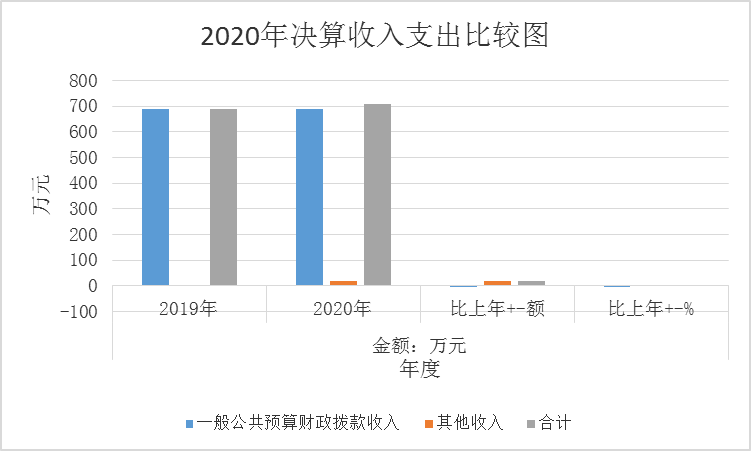 2020年决算收入支出比较图
800
700
600
500
400
300
200
100
0
-100
万元
2019年
2020年
比上年+-额
比上年+-%
金额：万元
年度
一般公共预算财政拨款收入
其他收入
合计